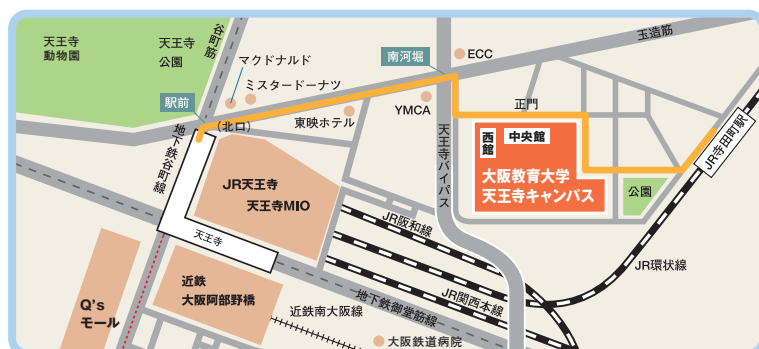 天王寺
動物園
天王寺
公園
谷町筋
マクドナルド
ミスタードーナツ
駅前
(北口)
東映ホテル
南河堀
ECC
玉造筋
YMCA
正門
公園
JR寺田町駅
地下鉄谷町線
天王寺バイパス
西館
中央館
大阪教育大学
天王寺キャンパス
公園
JR天王寺
天王寺MIO
JR阪和線
天王寺
JR関西本線
JR環状線
近鉄
大阪阿部野橋
地下鉄御堂筋線
近鉄南大阪線
Q's
モール
大阪鉄道病院